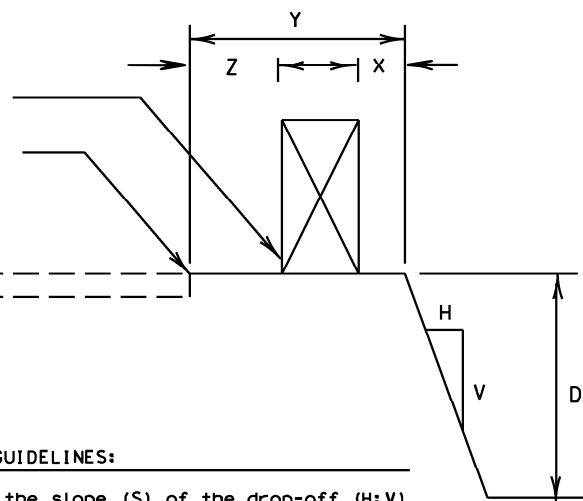 Y
Z X
H
V
D
GUIDELINES:
the slope (S) of the drop-off (H:V)